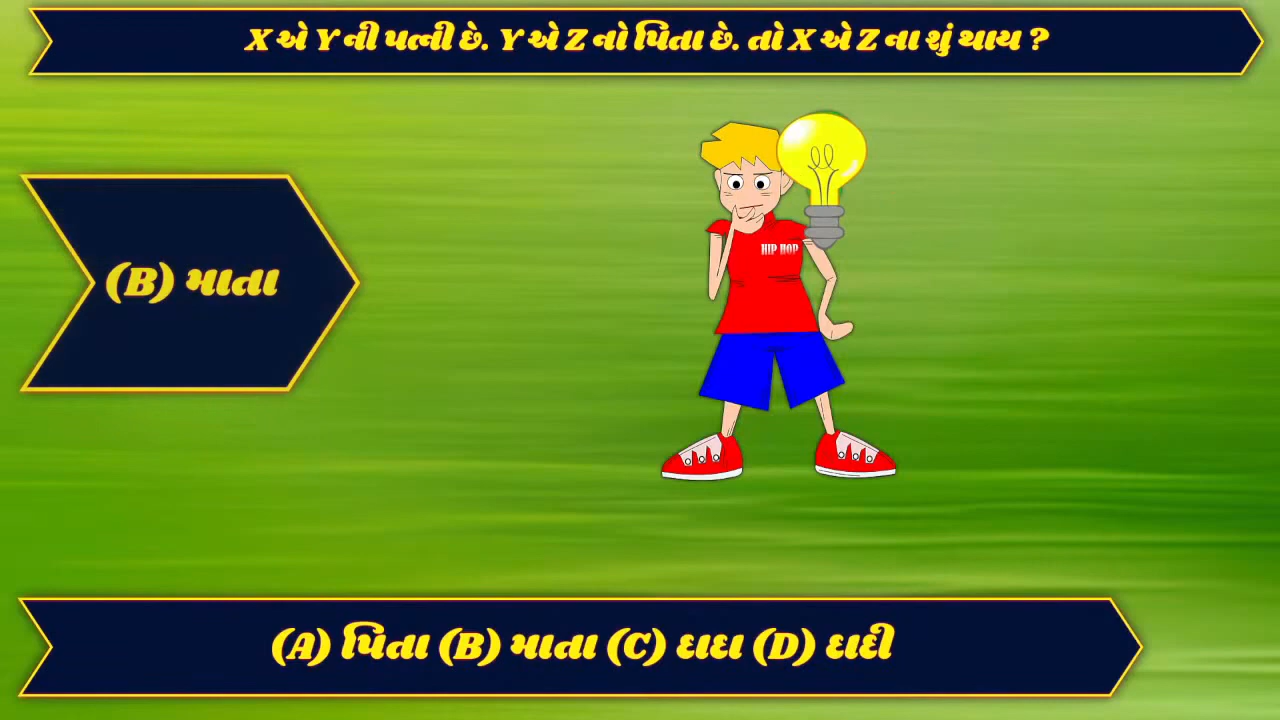 X એ Y ની પત્ની છે. Y એ Z નો પિતા છે. તો X એ Z ના શું થાય ?
HIP HOP
(B) માતા
(A) પિતા (B) માતા (C) દાદા (D) દાદી